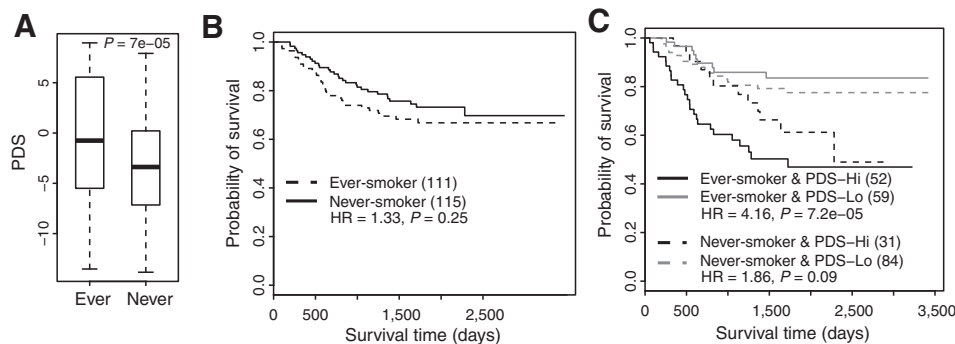 A
P = 7e−05
PDS
5
0
−5
−10
Ever Never
B
Probability of survival
1.0
0.8
0.6
0.4
0.2
0.0
Ever-smoker (111)
Never-smoker (115)
HR = 1.33, P = 0.25
0 500 1,500 2,500
Survival time (days)
C
Probability of survival
1.0
0.8
0.6
0.4
0.2
0.0
Ever-smoker & PDS−Hi (52)
Ever-smoker & PDS−Lo (59)
HR = 4.16, P = 7.2e−05
Never-smoker & PDS−Hi (31)
Never-smoker & PDS−Lo (84)
HR = 1.86, P = 0.09
0 500 1,500 2,500 3,500
Survival time (days)